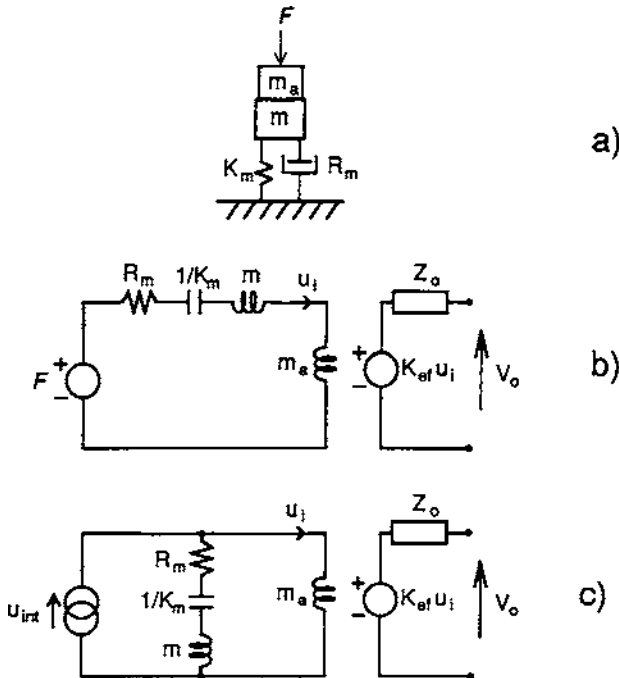 F
m_a
m
K_m R_m
a)
R_m 1/K_m m u_i Z_o
F + − m_a + − K_ef u_i V_o
b)
u_i Z_o
R_m
1/K_m
m
u_int m_a + − K_ef u_i V_o
c)